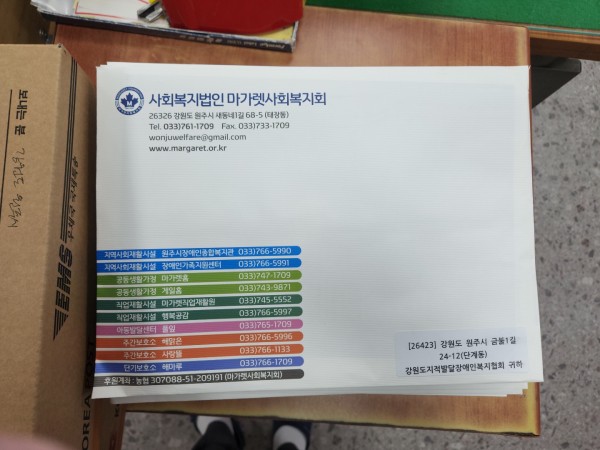 사회복지법인 마가렛사회복지회
26326 강원도 원주시 새동네1길 68-5 (태장동)
Tel. 033)761-1709 Fax. 033)733-1709
wonjuwelfare@gmail.com
www.margaret.or.kr
지역사회재활시설 원주시장애인종합복지관 033)766-5990
지역사회재활시설 장애인가족지원센터 033)766-5991
공동생활가정 마가렛홈 033)747-1709
공동생활가정 게일홈 033)743-9871
직업재활시설 마가렛직업재활원 033)745-5552
직업재활시설 행복공감 033)766-5997
아동발달센터 풀잎 033)765-1709
주간보호소 해맑은 033)766-5996
주간보호소 사랑뜰 033)766-1133
단기보호소 해마루 033)766-1709
후원계좌 : 농협 307088-51-209191 (마가렛사회복지회)
[26423] 강원도 원주시 금불1길
24-12(단계동)
강원도지적발달장애인복지협회 귀하
보내는 분